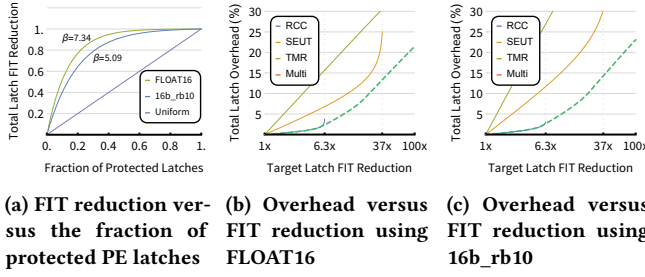 Total Latch FIT Reduction
1.
0.8
0.6
0.4
0.2
β=7.34
β=5.09
FLOAT16
16b_rb10
Uniform
0. 0.2 0.4 0.6 0.8 1.
Fraction of Protected Latches
Total Latch Overhead (%)
30
25
20
15
10
5
RCC
SEUT
TMR
Multi
1x 6.3x 37x 100x
Target Latch FIT Reduction
Total Latch Overhead (%)
30
25
20
15
10
5
RCC
SEUT
TMR
Multi
1x 6.3x 37x 100x
Target Latch FIT Reduction
(a) FIT reduction ver-
sus the fraction of
protected PE latches
(b) Overhead versus
FIT reduction using
FLOAT16
(c) Overhead versus
FIT reduction using
16b_rb10